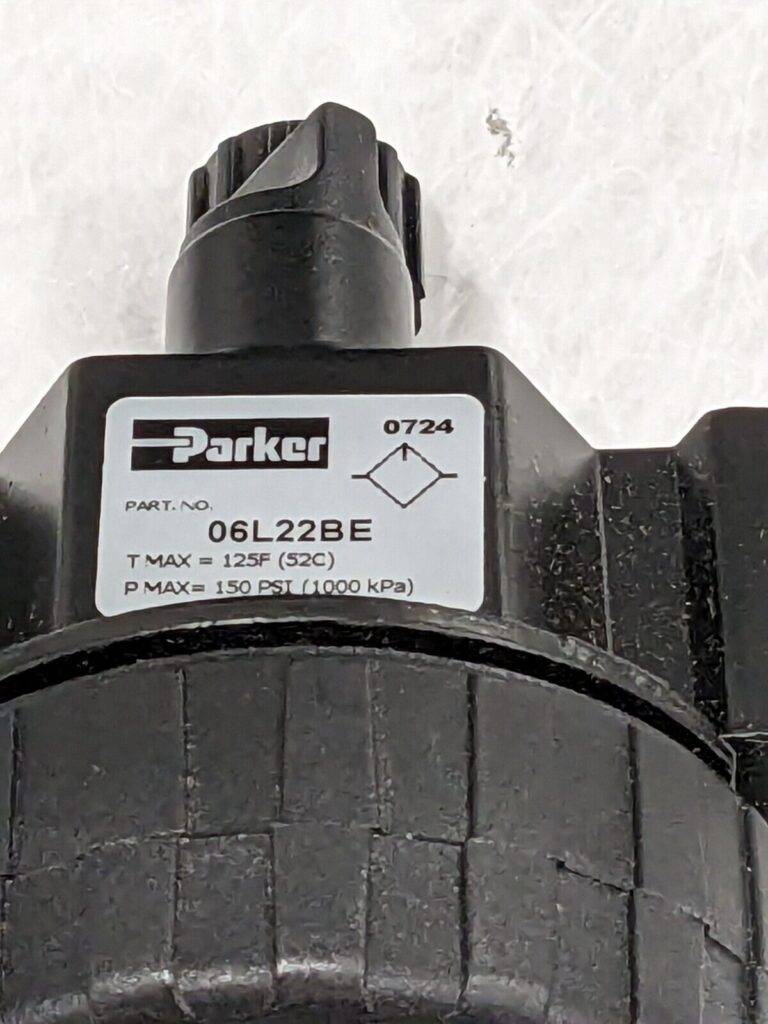 Parker
0724
PART. NO.
06L22BE
T MAX = 125F (52C)
P MAX= 150 PSI (1000 kPa)